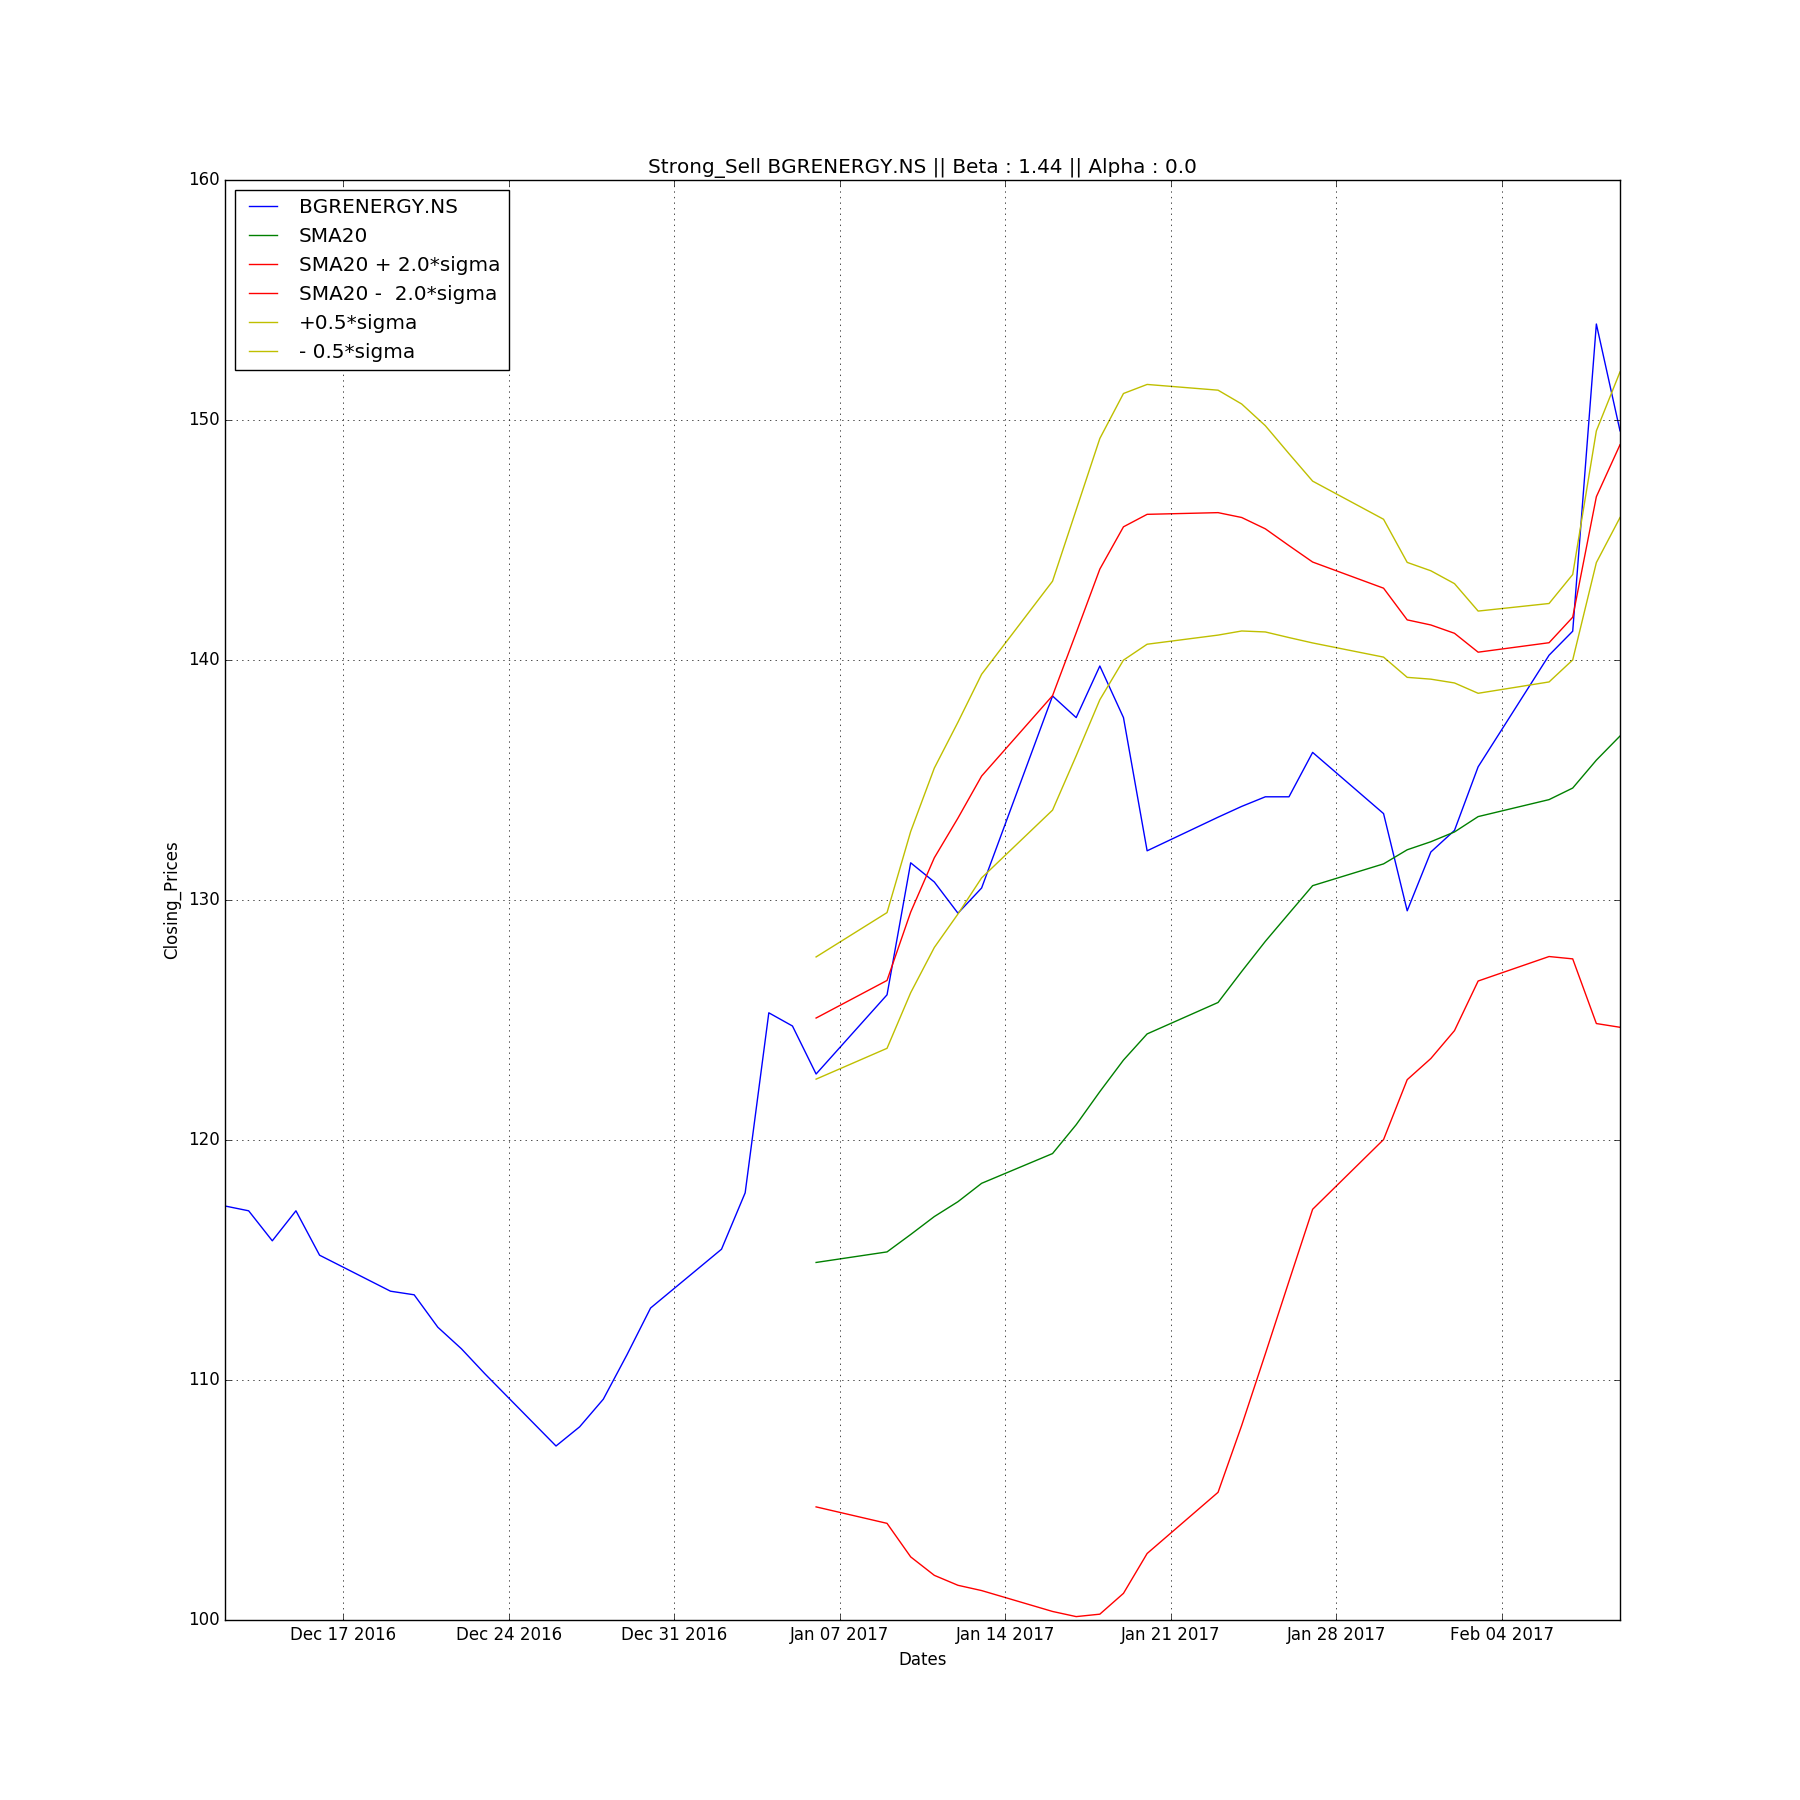 Strong_Sell BGRENERGY.NS || Beta : 1.44 || Alpha : 0.0
BGRENERGY.NS
SMA20
SMA20 + 2.0*sigma
SMA20 -  2.0*sigma
+0.5*sigma
- 0.5*sigma
160
150
140
130
120
110
100
Closing_Prices
Dec 17 2016
Dec 24 2016
Dec 31 2016
Jan 07 2017
Jan 14 2017
Jan 21 2017
Jan 28 2017
Feb 04 2017
Dates